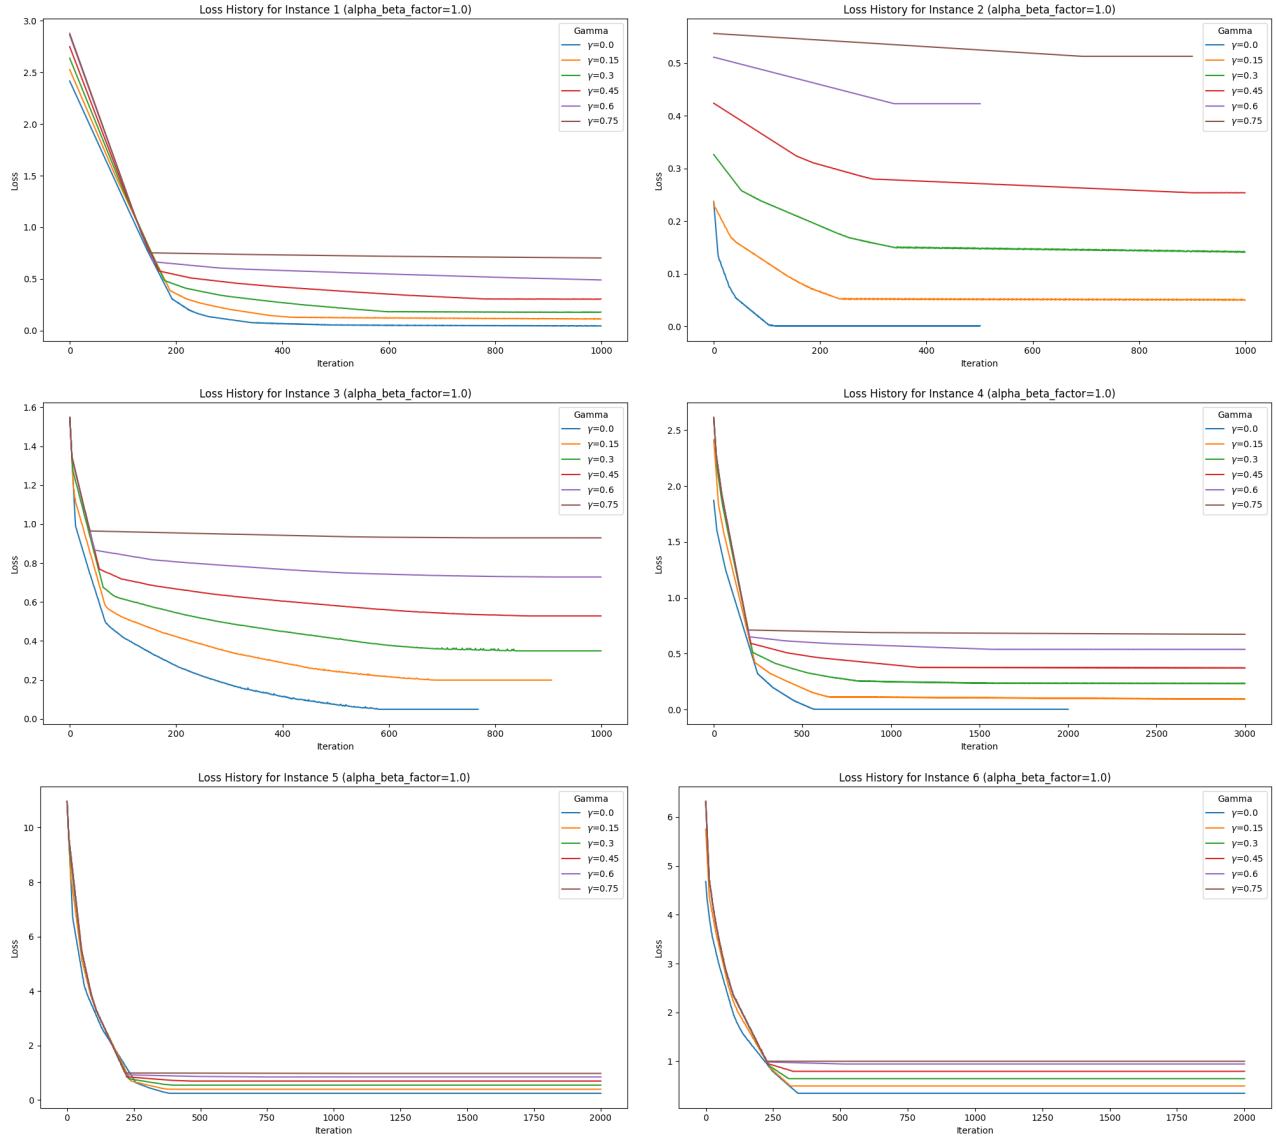 Loss History for Instance 1 (alpha_beta_factor=1.0)
Loss
3.0
2.5
2.0
1.5
1.0
0.5
0.0
Gamma
γ=0.0
γ=0.15
γ=0.3
γ=0.45
γ=0.6
γ=0.75
0 200 400 600 800 1000
Iteration
Loss History for Instance 2 (alpha_beta_factor=1.0)
Loss
0.5
0.4
0.3
0.2
0.1
0.0
Gamma
γ=0.0
γ=0.15
γ=0.3
γ=0.45
γ=0.6
γ=0.75
0 200 400 600 800 1000
Iteration
Loss History for Instance 3 (alpha_beta_factor=1.0)
Loss
1.6
1.4
1.2
1.0
0.8
0.6
0.4
0.2
0.0
Gamma
γ=0.0
γ=0.15
γ=0.3
γ=0.45
γ=0.6
γ=0.75
0 200 400 600 800 1000
Iteration
Loss History for Instance 4 (alpha_beta_factor=1.0)
Loss
2.5
2.0
1.5
1.0
0.5
0.0
Gamma
γ=0.0
γ=0.15
γ=0.3
γ=0.45
γ=0.6
γ=0.75
0 500 1000 1500 2000 2500 3000
Iteration
Loss History for Instance 5 (alpha_beta_factor=1.0)
Loss
10
8
6
4
2
0
Gamma
γ=0.0
γ=0.15
γ=0.3
γ=0.45
γ=0.6
γ=0.75
0 250 500 750 1000 1250 1500 1750 2000
Iteration
Loss History for Instance 6 (alpha_beta_factor=1.0)
Loss
6
5
4
3
2
1
Gamma
γ=0.0
γ=0.15
γ=0.3
γ=0.45
γ=0.6
γ=0.75
0 250 500 750 1000 1250 1500 1750 2000
Iteration